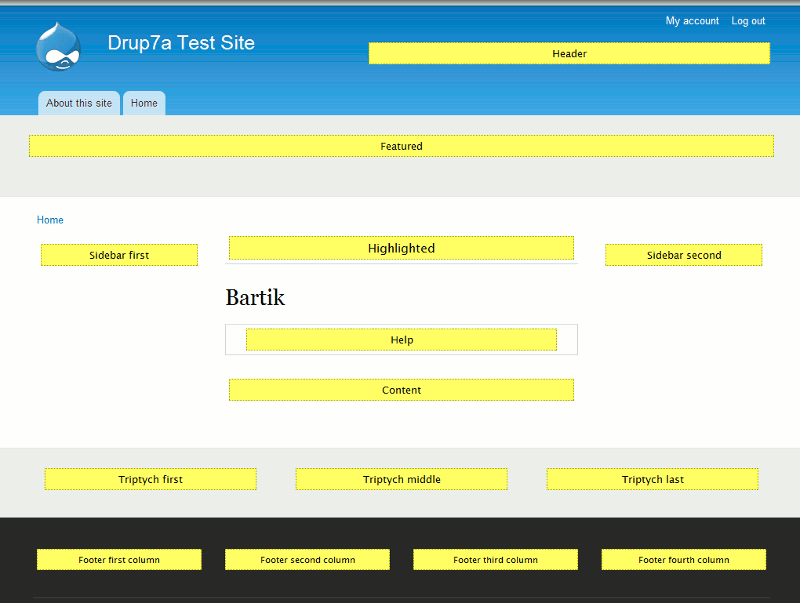 My account Log out
Drup7a Test Site
Header
About this site Home
Featured
Home
Sidebar first Highlighted Sidebar second
Bartik
Help
Content
Triptych first Triptych middle Triptych last
Footer first column Footer second column Footer third column Footer fourth column